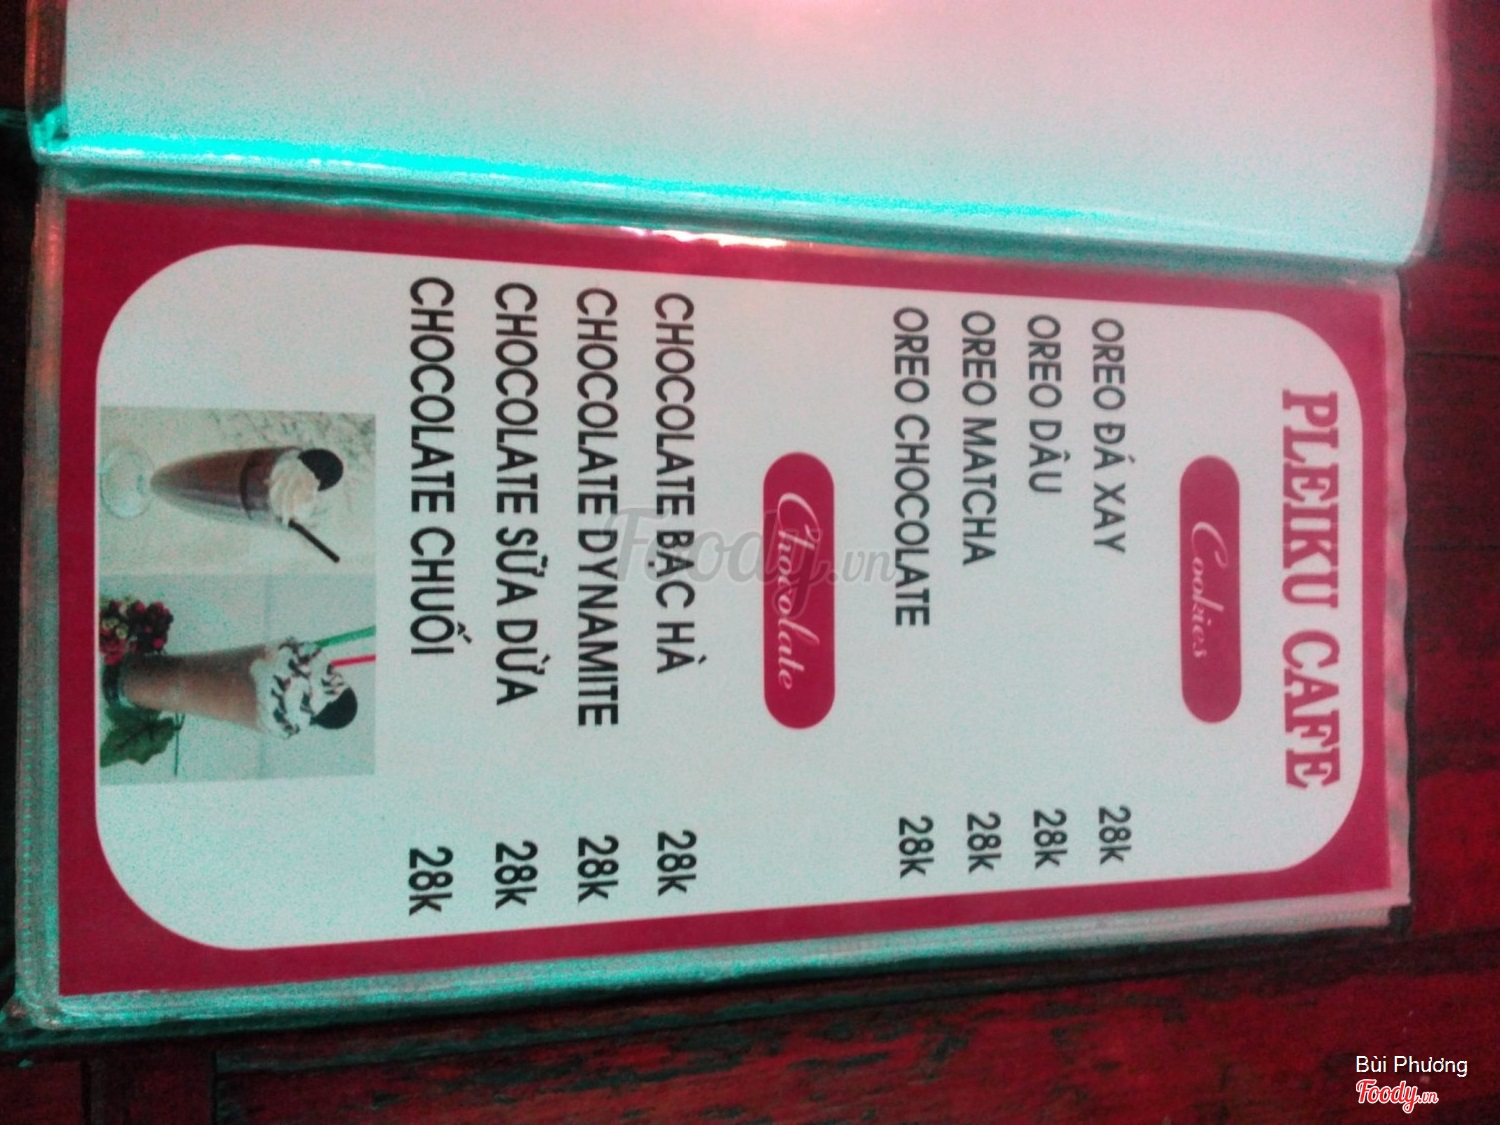 PLEIKU CAFE
Cookies
OREO ĐÁ XAY 28k
OREO DÂU 28k
OREO MATCHA 28k
OREO CHOCOLATE 28k
Chocolate
CHOCOLATE BẠC HÀ 28k
CHOCOLATE DYNAMITE 28k
CHOCOLATE SỮA DỪA 28k
CHOCOLATE CHUỐI 28k
Foody.vn
Bùi Phương
Foody.vn